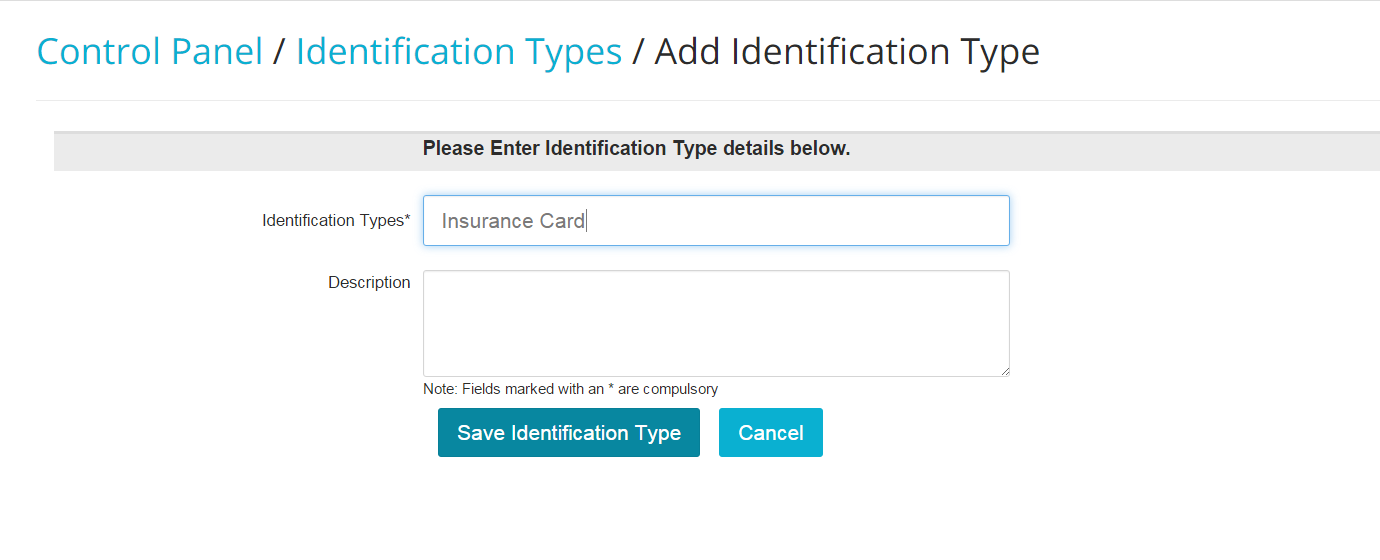 Control Panel / Identification Types / Add Identification Type
Please Enter Identification Type details below.
Identification Types* Insurance Card
Description
Note: Fields marked with an * are compulsory
Save Identification Type Cancel